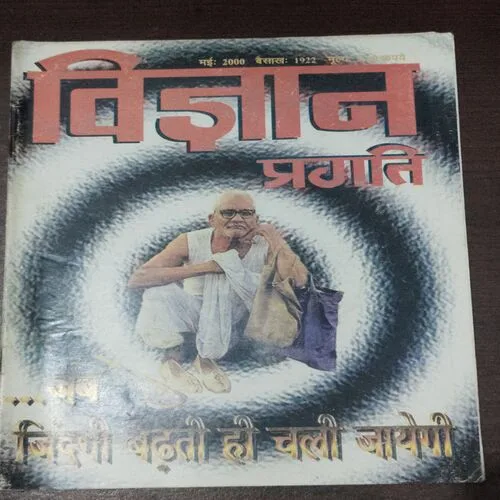 मई: 2000 बैसाख: 1922 मूल्य
विज्ञान
प्रगति
जिंदगी बढ़ती ही चली जायेगी